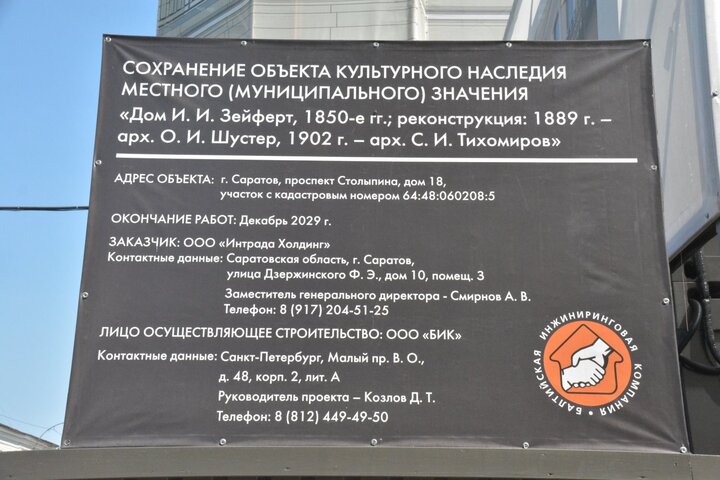 СОХРАНЕНИЕ ОБЪЕКТА КУЛЬТУРНОГО НАСЛЕДИЯ
МЕСТНОГО (МУНИЦИПАЛЬНОГО) ЗНАЧЕНИЯ
«Дом И. И. Зейферт, 1850-е гг.; реконструкция: 1889 г. –
арх. О. И. Шустер, 1902 г. – арх. С. И. Тихомиров»
АДРЕС ОБЪЕКТА: г. Саратов, проспект Столыпина, дом 18,
участок с кадастровым номером 64:48:060208:5
ОКОНЧАНИЕ РАБОТ: Декабрь 2029 г.
ЗАКАЗЧИК: ООО «Интрада Холдинг»
Контактные данные: Саратовская область, г. Саратов,
улица Дзержинского Ф. Э., дом 10, помещ. 3
Заместитель генерального директора - Смирнов А. В.
Телефон: 8 (917) 204-51-25
ЛИЦО ОСУЩЕСТВЛЯЮЩЕЕ СТРОИТЕЛЬСТВО: ООО «БИК»
Контактные данные: Санкт-Петербург, Малый пр. В. О.,
д. 48, корп. 2, лит. А
Руководитель проекта – Козлов Д. Т.
Телефон: 8 (812) 449-49-50
БАЛТИЙСКАЯ ИНЖИНИРИНГОВАЯ КОМПАНИЯ •